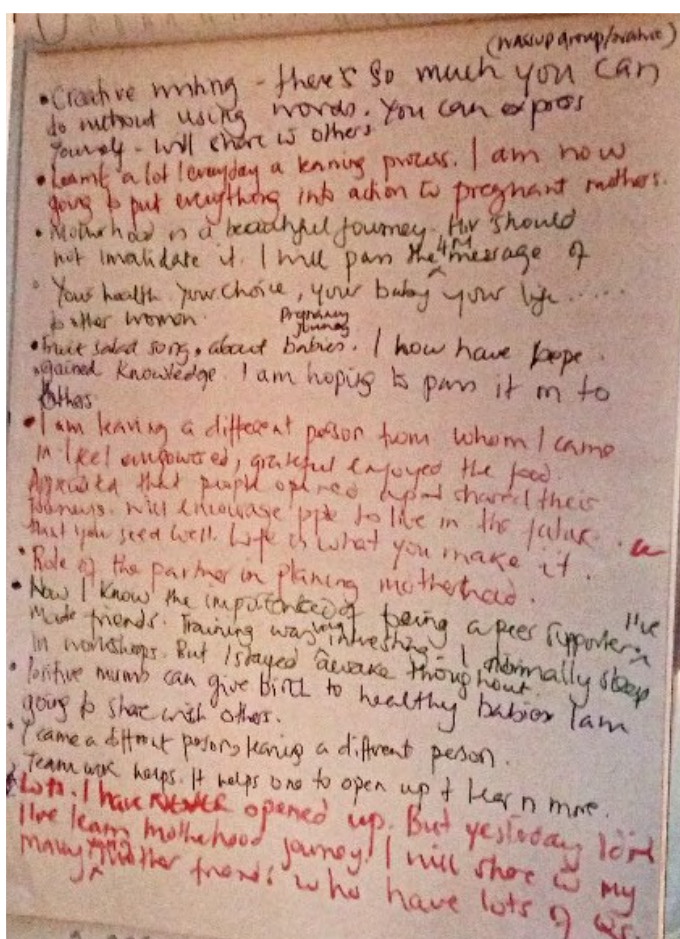 (wassup group/
• Creative writing - there's so much you can
do without using words. You can express
yourself - will share w others
• Learnt a lot / everyday a learning process. I am now
going to put everything into action to pregnant mothers.
• Motherhood is a beautiful journey. HIV should
not invalidate it. I will pass the 4M message of
• Your health Your choice, your baby your life .....
to other women.
Pregnancy
journey
• fruit salad song, about babies. I now have hope.
• gained knowledge. I am hoping to pass it on to
others
• I am leaving a different person from whom I came
in. I feel empowered, grateful enjoyed the food.
that people opened up and shared their
journeys. will encourage pple to live in the future.
that you seed well. Life is what you make it.
• Role of the partner in planing motherhood.
• Now I know the importance of being a peer supporter. I've
made friends. Training was interesting. I normally sleep
in workshops. But I stayed awake throughout
• positive mums can give birth to healthy babies I am
going to share with others.
• I came a different person, leaving a different person.
Team work helps. It helps one to open up + learn more.
• Lots. I have never opened up. But yesterday I did
I've learn motherhood journey. I will share w my
many mother friends who have lots of